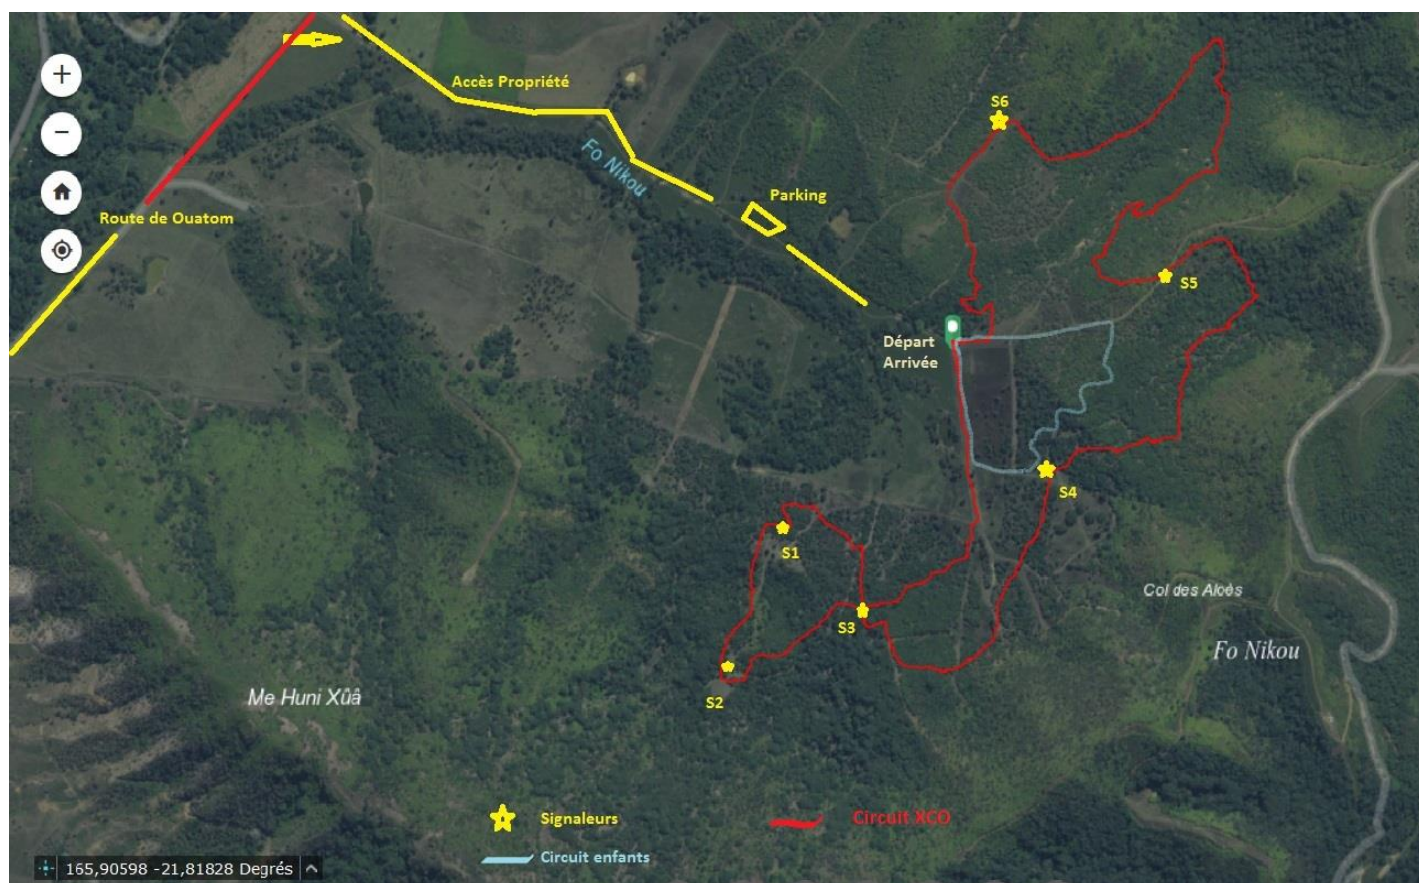 +
Accès Propriété
S6
−
Fo Nikou
Parking
Route de Ouatom
S5
Départ
Arrivée
S4
S1
Col des Aloès
S3
Fo Nikou
Me Huni Xûâ
S2
Signaleurs
Circuit XCO
Circuit enfants
165,90598 -21,81828 Degrés